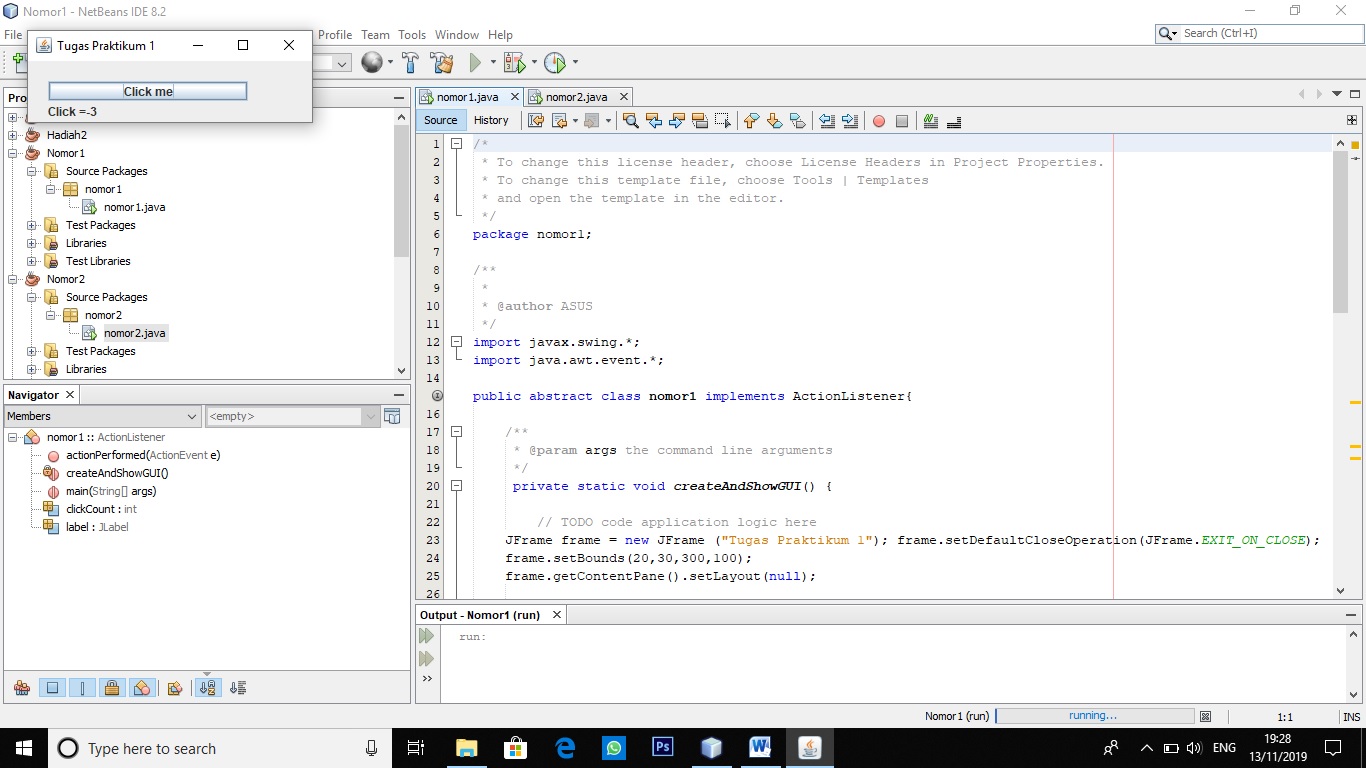 Nomor1 - NetBeans IDE 8.2
File
Profile Team Tools Window Help
Search (Ctrl+I)
Tugas Praktikum 1
Click me
Click =-3
Hadiah2
Nomor1
Source Packages
nomor1
nomor1.java
Test Packages
Libraries
Test Libraries
Nomor2
Source Packages
nomor2
nomor2.java
Test Packages
Libraries
Navigator
Members
<empty>
nomor1 :: ActionListener
actionPerformed(ActionEvent e)
createAndShowGUI()
main(String[] args)
clickCount : int
label : JLabel
nomor1.java
nomor2.java
Source History
1 /*
2 * To change this license header, choose License Headers in Project Properties.
3 * To change this template file, choose Tools | Templates
4 * and open the template in the editor.
5 */
6 package nomor1;
7
8 /**
9 *
10 * @author ASUS
11 */
12 import javax.swing.*;
13 import java.awt.event.*;
14
public abstract class nomor1 implements ActionListener{
16
17 /**
18 * @param args the command line arguments
19 */
20 private static void createAndShowGUI() {
21
22 // TODO code application logic here
23 JFrame frame = new JFrame ("Tugas Praktikum 1"); frame.setDefaultCloseOperation(JFrame.EXIT_ON_CLOSE);
24 frame.setBounds(20,30,300,100);
25 frame.getContentPane().setLayout(null);
26
Output - Nomor1 (run)
run:
Nomor1 (run)
running...
1:1
INS
Type here to search
ENG
19:28
13/11/2019